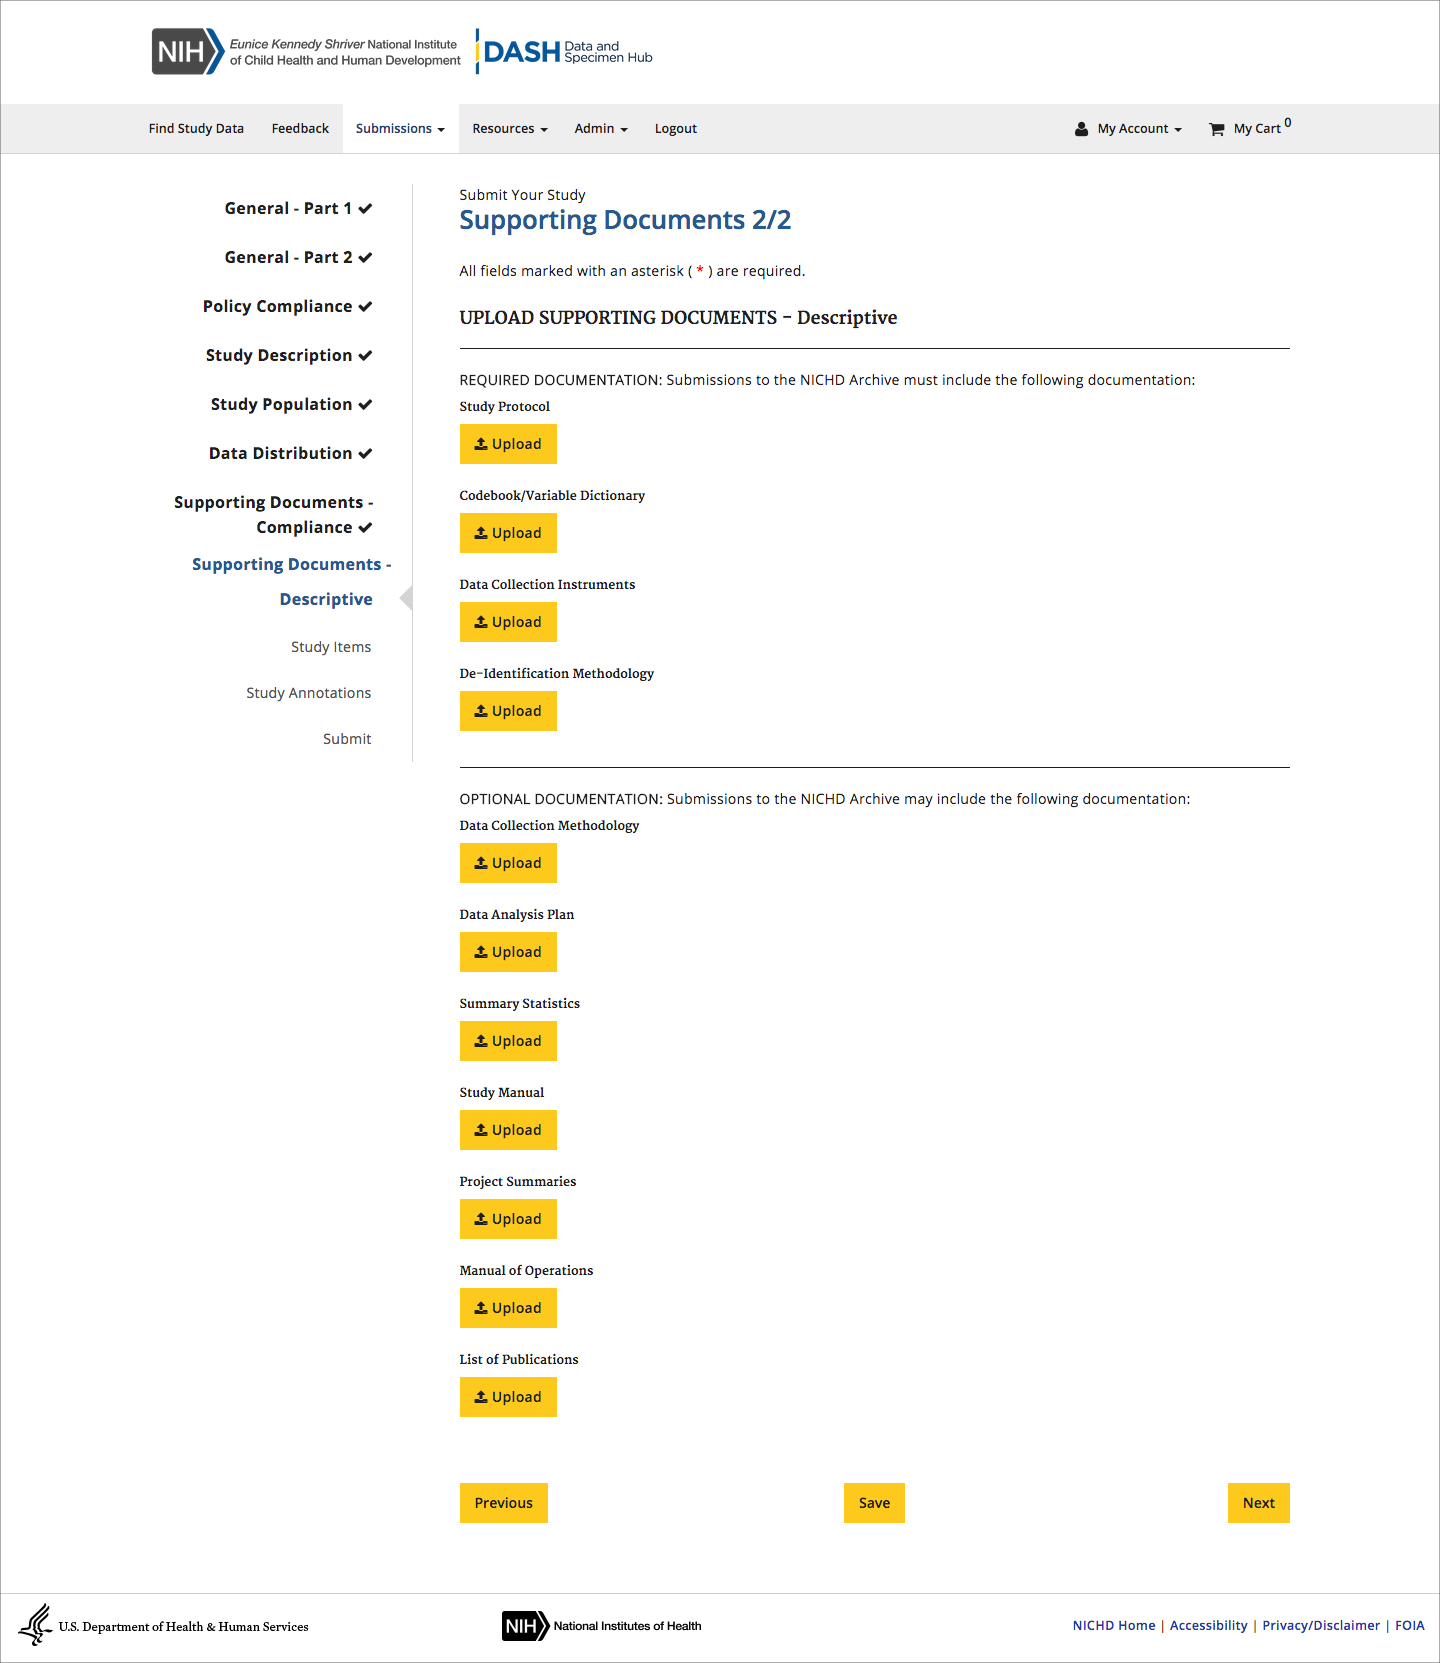 NIH Eunice Kennedy Shriver National Institute
of Child Health and Human Development
DASH Data and
Specimen Hub
Find Study Data Feedback Submissions Resources Admin Logout My Account My Cart 0
General - Part 1
General - Part 2
Policy Compliance
Study Description
Study Population
Data Distribution
Supporting Documents -
Compliance
Supporting Documents -
Descriptive
Study Items
Study Annotations
Submit
Submit Your Study
Supporting Documents 2/2
All fields marked with an asterisk ( * ) are required.
UPLOAD SUPPORTING DOCUMENTS - Descriptive
REQUIRED DOCUMENTATION: Submissions to the NICHD Archive must include the following documentation:
Study Protocol
Upload
Codebook/Variable Dictionary
Upload
Data Collection Instruments
Upload
De-Identification Methodology
Upload
OPTIONAL DOCUMENTATION: Submissions to the NICHD Archive may include the following documentation:
Data Collection Methodology
Upload
Data Analysis Plan
Upload
Summary Statistics
Upload
Study Manual
Upload
Project Summaries
Upload
Manual of Operations
Upload
List of Publications
Upload
Previous Save Next
U.S. Department of Health & Human Services
NIH National Institutes of Health
NICHD Home | Accessibility | Privacy/Disclaimer | FOIA